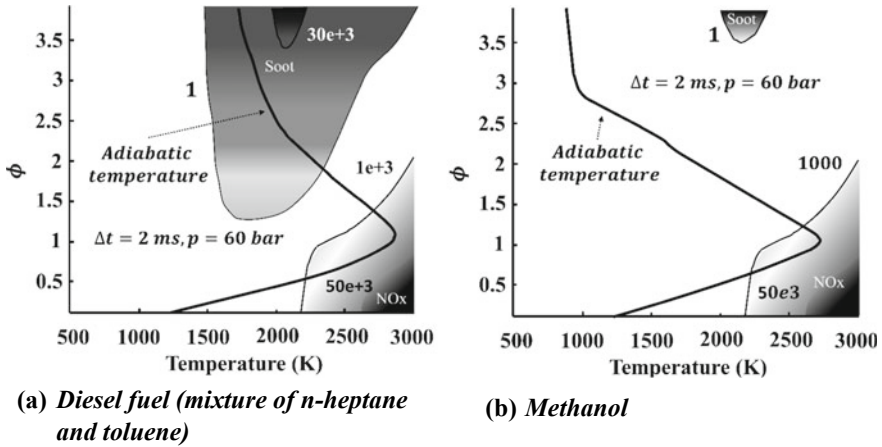 3.5
3
2.5
2
1.5
1
0.5
ϕ
30e+3
Soot
1
Adiabatic
temperature
1e+3
Δt = 2 ms, p = 60 bar
50e+3
NOx
500 1000 1500 2000 2500 3000
Temperature (K)
(a) Diesel fuel (mixture of n-heptane
and toluene)
3.5
3
2.5
2
1.5
1
0.5
ϕ
Soot
1
Δt = 2 ms, p = 60 bar
Adiabatic
temperature
1000
50e3
NOx
500 1000 1500 2000 2500 3000
Temperature (K)
(b) Methanol